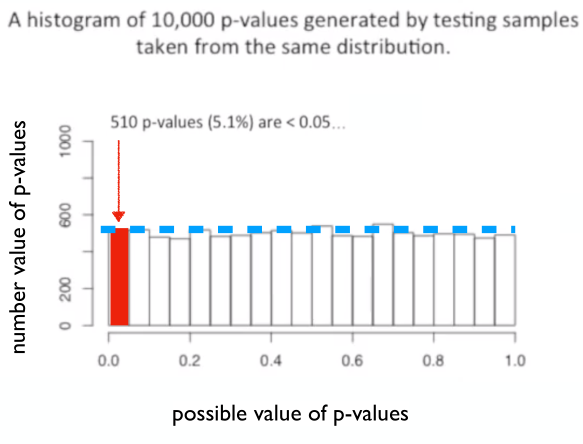 A histogram of 10,000 p-values generated by testing samples
taken from the same distribution.
510 p-values (5.1%) are < 0.05...
number value of p-values
1000
600
200
0
0.0 0.2 0.4 0.6 0.8 1.0
possible value of p-values